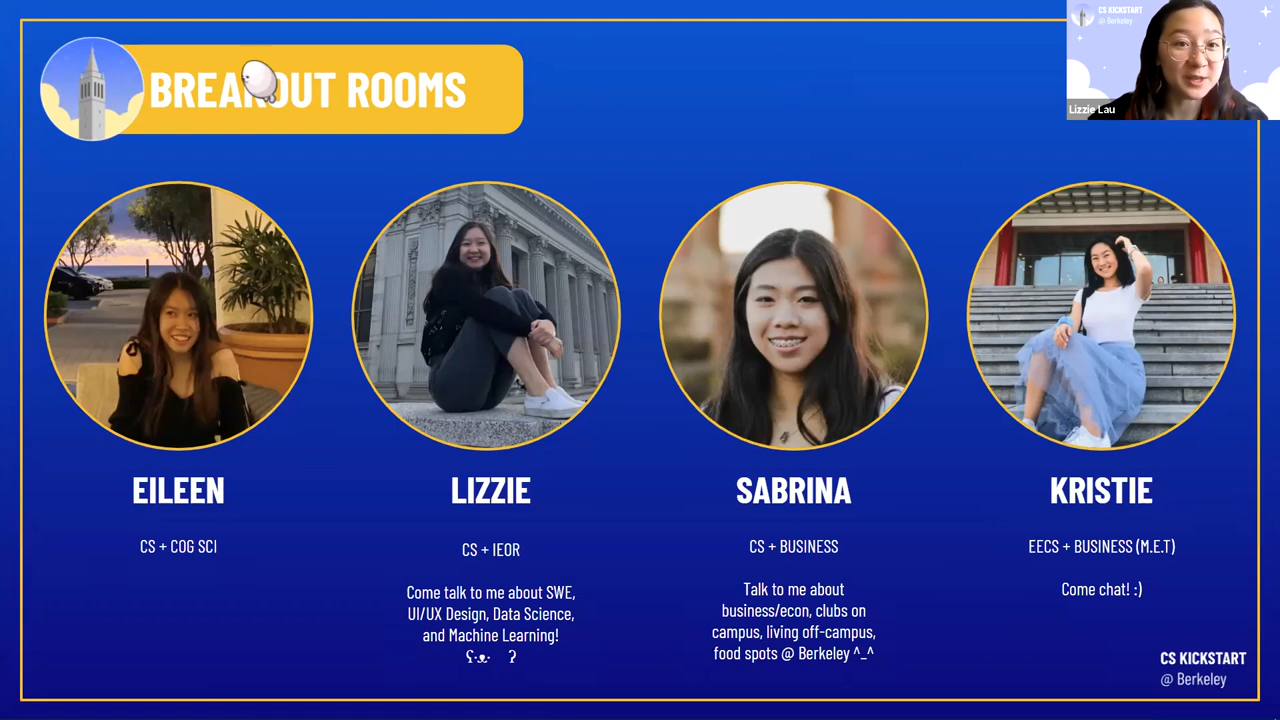 BREAKOUT ROOMS
CS KICKSTART
@ Berkeley
Lizzie Lau
EILEEN
CS + COG SCI
LIZZIE
CS + IEOR
Come talk to me about SWE,
UI/UX Design, Data Science,
and Machine Learning!
ʕ·ᴥ· ʔ
SABRINA
CS + BUSINESS
Talk to me about
business/econ, clubs on
campus, living off-campus,
food spots @ Berkeley ^_^
KRISTIE
EECS + BUSINESS (M.E.T)
Come chat! :)
CS KICKSTART
@ Berkeley